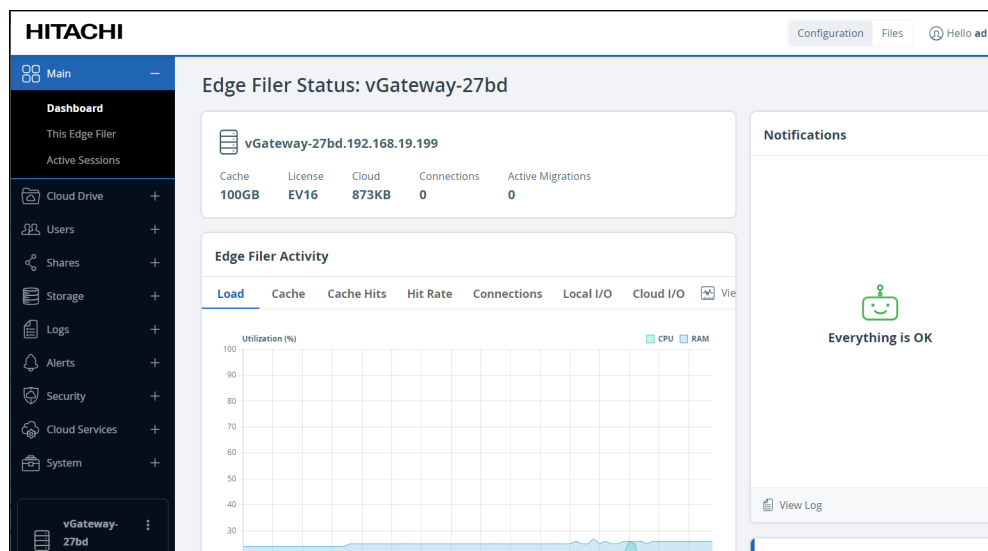 HITACHI
Configuration Files Hello ad
Main
Dashboard
This Edge Filer
Active Sessions
Cloud Drive
Users
Shares
Storage
Logs
Alerts
Security
Cloud Services
System
vGateway-
27bd
Edge Filer Status: vGateway-27bd
vGateway-27bd.192.168.19.199
Cache License Cloud Connections Active Migrations
100GB EV16 873KB 0 0
Edge Filer Activity
Load Cache Cache Hits Hit Rate Connections Local I/O Cloud I/O Vie
Utilization (%) CPU RAM
100
90
80
70
60
50
40
30
Notifications
Everything is OK
View Log